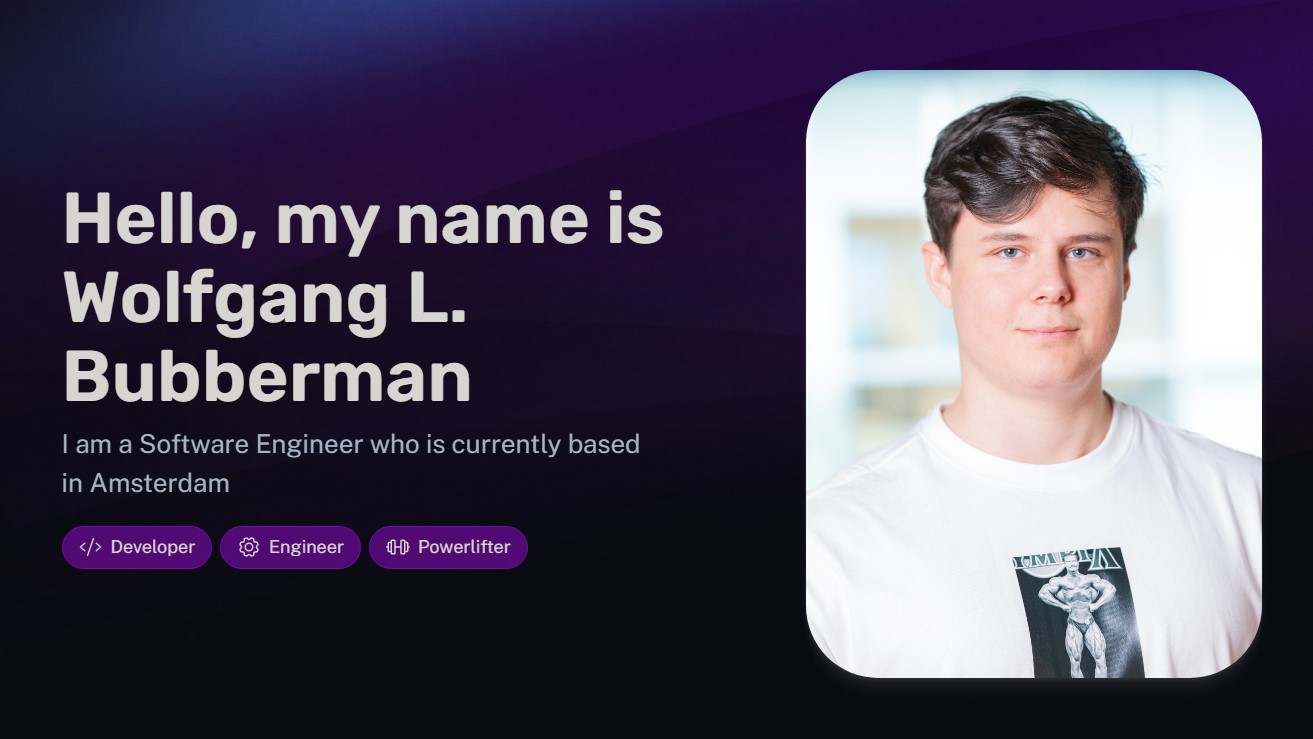 Hello, my name is
Wolfgang L.
Bubberman
I am a Software Engineer who is currently based
in Amsterdam
Developer
Engineer
Powerlifter